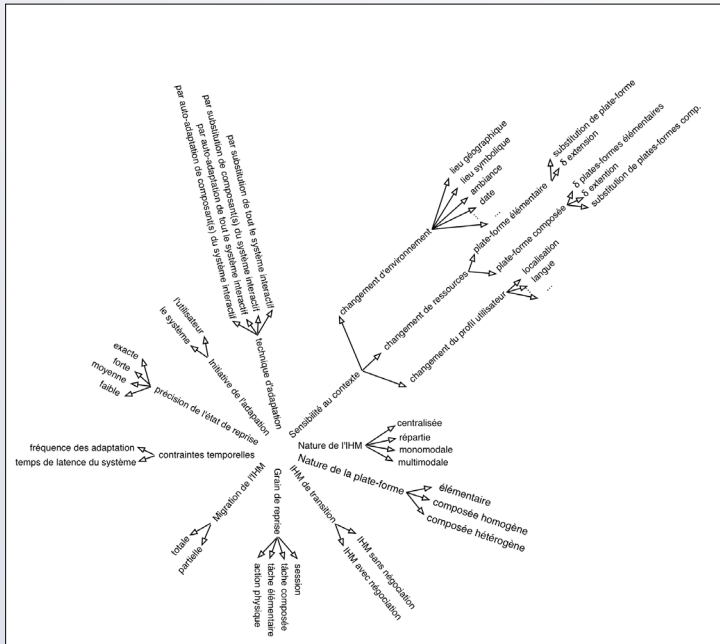 par auto-adaptation de composant(s) du système interactif
par substitution de composant(s) du système interactif
par auto-adaptation de tout le système interactif
par substitution de tout le système interactif
technique d'adaptation
lieu géographique
lieu symbolique
ambiance
date
...
changement d'environnement
substitution de plate-forme
δ extension
plate-forme élémentaire
δ plates-formes élémentaires
δ extention
substitution de plates-formes comp.
plate-forme composée
changement de ressources
localisation
langue
...
changement du profil utilisateur
Sensibilité au contexte
l'utilisateur
le système
Initiative de l'adapation
exacte
forte
moyenne
faible
précision de l'état de reprise
fréquence des adaptation
temps de latence du système
contraintes temporelles
centralisée
répartie
monomodale
multimodale
Nature de l'IHM
Nature de la plate-forme
élémentaire
composée homogène
composée hétérogène
Migration de l'IHM
totale
partielle
Grain de reprise
action physique
tâche élémentaire
tâche composée
session
IHM de transition
IHM sans négociation
IHM avec négociation